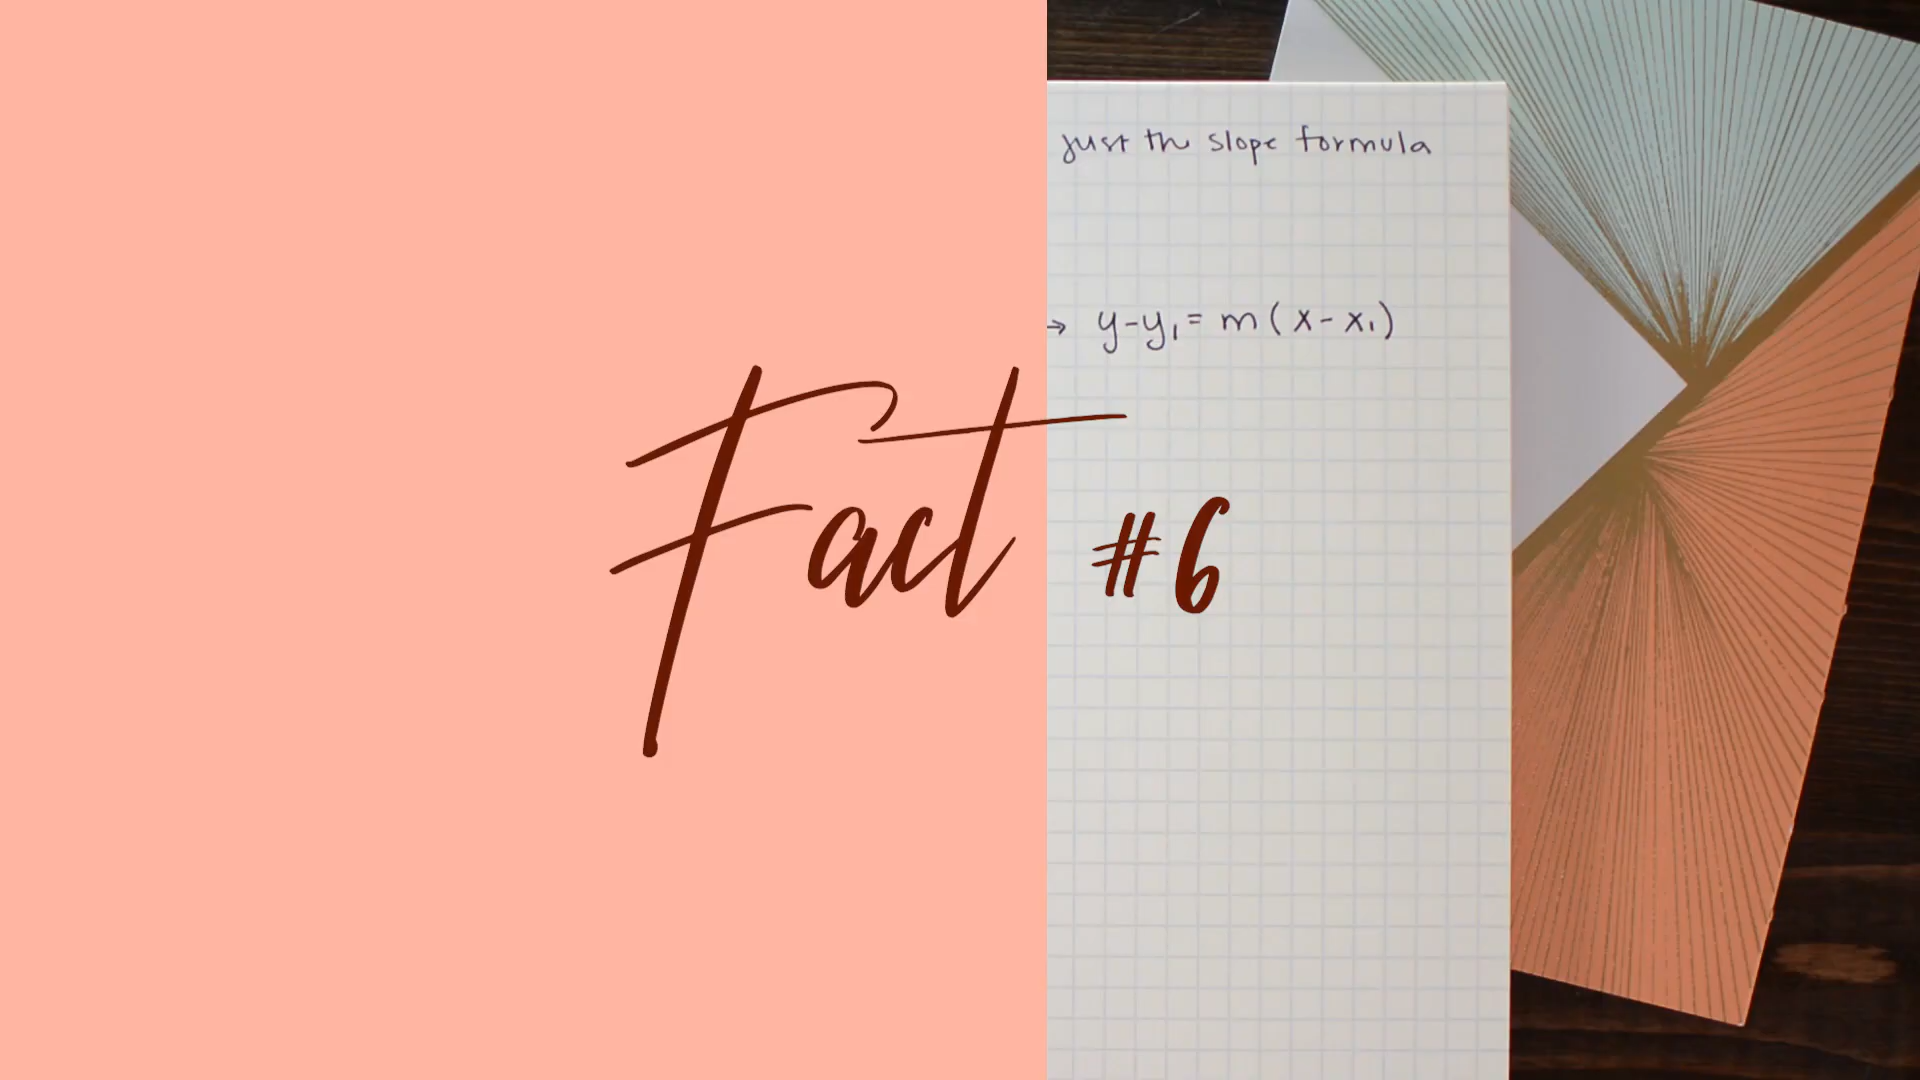 just the slope formula
→ y-y₁ = m(x-x₁)
Fact #6